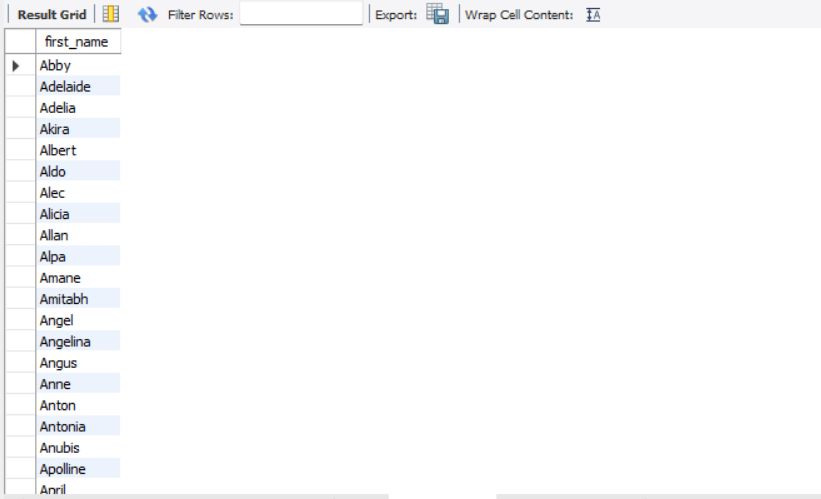 Result Grid Filter Rows: Export: Wrap Cell Content:
first_name
Abby
Adelaide
Adelia
Akira
Albert
Aldo
Alec
Alicia
Allan
Alpa
Amane
Amitabh
Angel
Angelina
Angus
Anne
Anton
Antonia
Anubis
Apolline
April